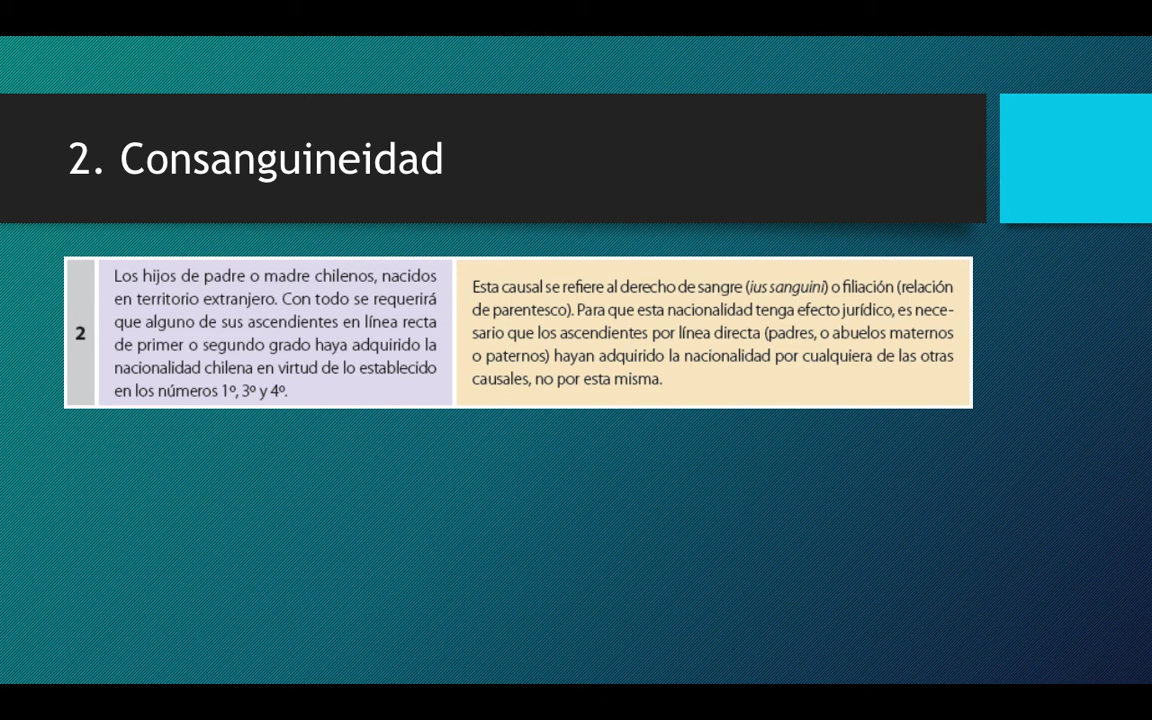 2. Consanguineidad
2
Los hijos de padre o madre chilenos, nacidos
en territorio extranjero. Con todo se requerirá
que alguno de sus ascendientes en línea recta
de primer o segundo grado haya adquirido la
nacionalidad chilena en virtud de lo establecido
en los números 1º, 3º y 4º.
Esta causal se refiere al derecho de sangre (ius sanguini) o filiación (relación
de parentesco). Para que esta nacionalidad tenga efecto jurídico, es nece-
sario que los ascendientes por línea directa (padres, o abuelos maternos
o paternos) hayan adquirido la nacionalidad por cualquiera de las otras
causales, no por esta misma.